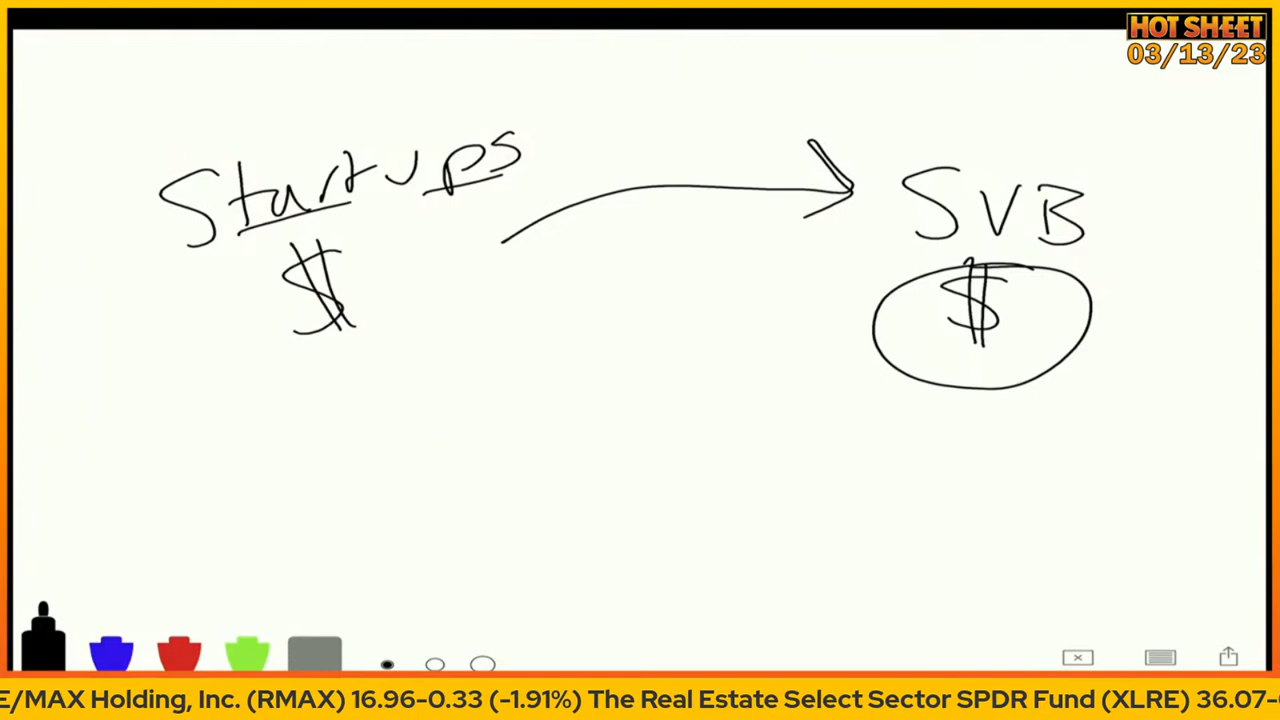 HOT SHEET
03/13/23
Startups
SVB
$
$
E/MAX Holding, Inc. (RMAX) 16.96-0.33 (-1.91%) The Real Estate Select Sector SPDR Fund (XLRE) 36.07-